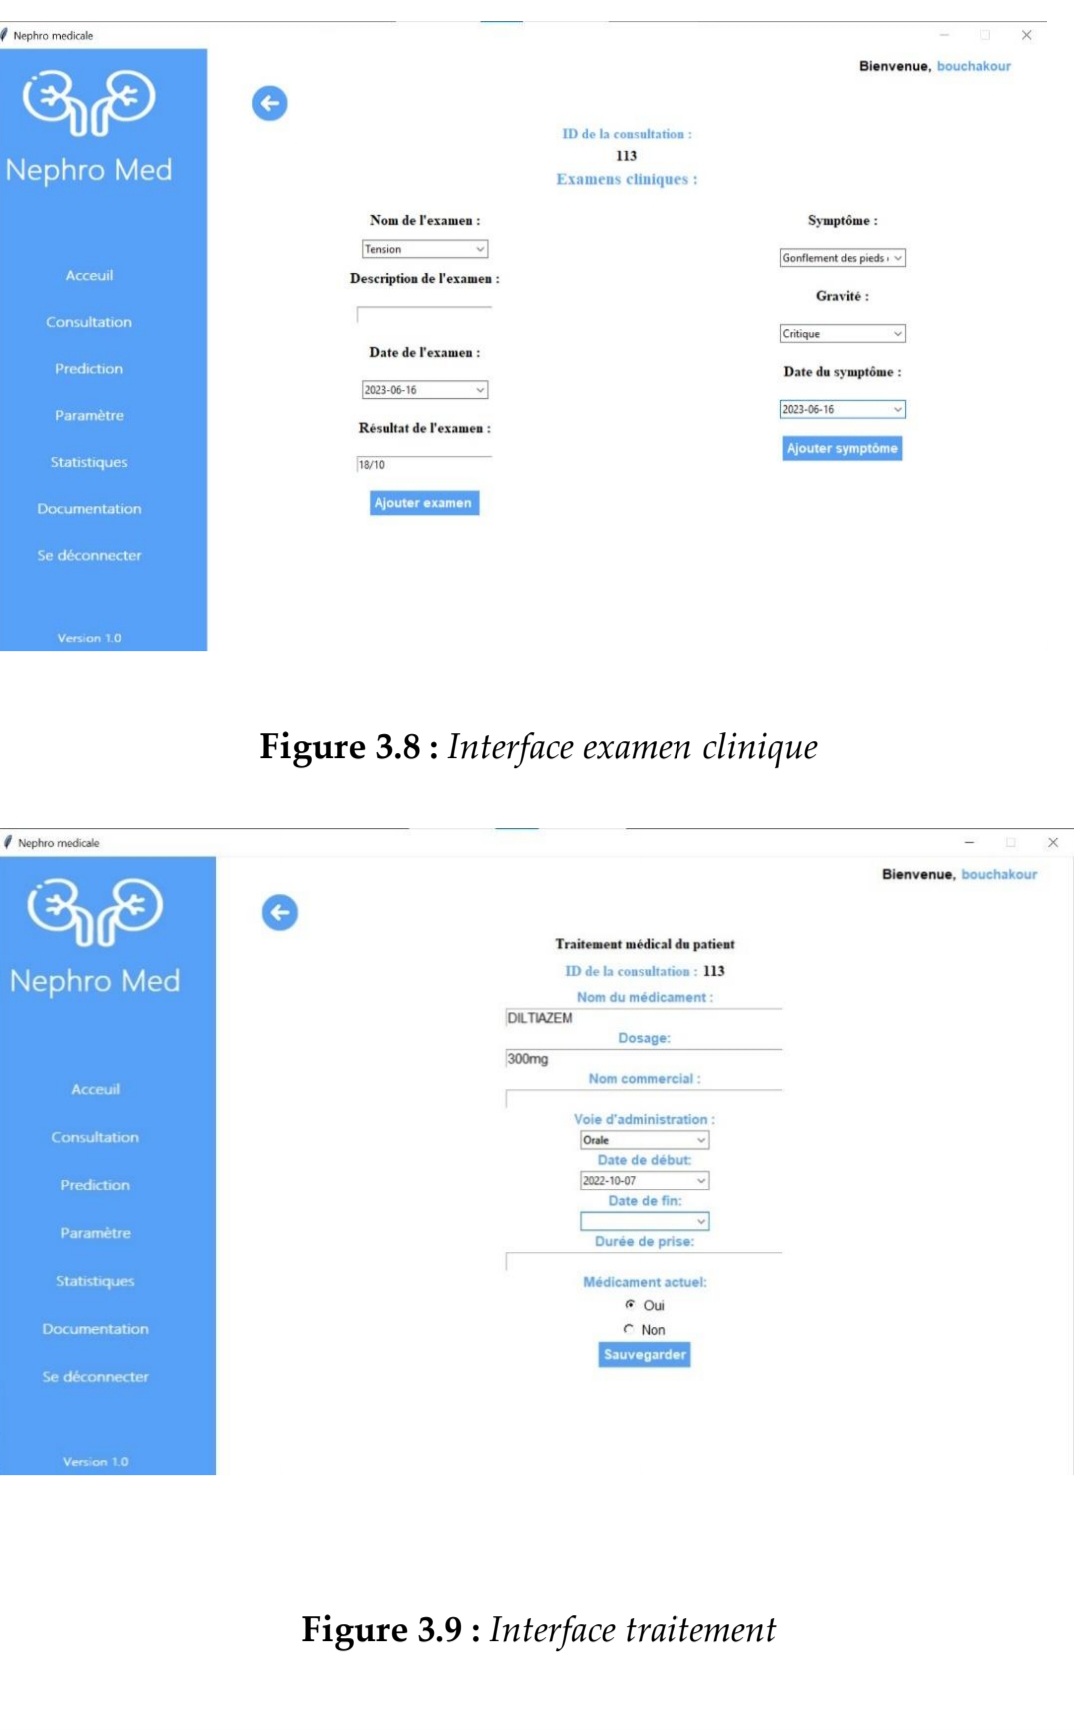 Nephro medicale
Bienvenue, bouchakour
Nephro Med
ID de la consultation :
113
Examens cliniques :
Nom de l'examen :
Tension
Description de l'examen :
Date de l'examen :
2023-06-16
Résultat de l'examen :
18/10
Ajouter examen
Symptôme :
Gonflement des pieds
Gravité :
Critique
Date du symptôme :
2023-06-16
Ajouter symptôme
Acceuil
Consultation
Prediction
Paramètre
Statistiques
Documentation
Se déconnecter
Version 1.0
Figure 3.8 : Interface examen clinique
Nephro medicale
Bienvenue, bouchakour
Nephro Med
Traitement médical du patient
ID de la consultation : 113
Nom du médicament :
DILTIAZEM
Dosage:
300mg
Nom commercial :
Voie d'administration :
Orale
Date de début:
2022-10-07
Date de fin:
Durée de prise:
Médicament actuel:
Oui
Non
Sauvegarder
Acceuil
Consultation
Prediction
Paramètre
Statistiques
Documentation
Se déconnecter
Version 1.0
Figure 3.9 : Interface traitement